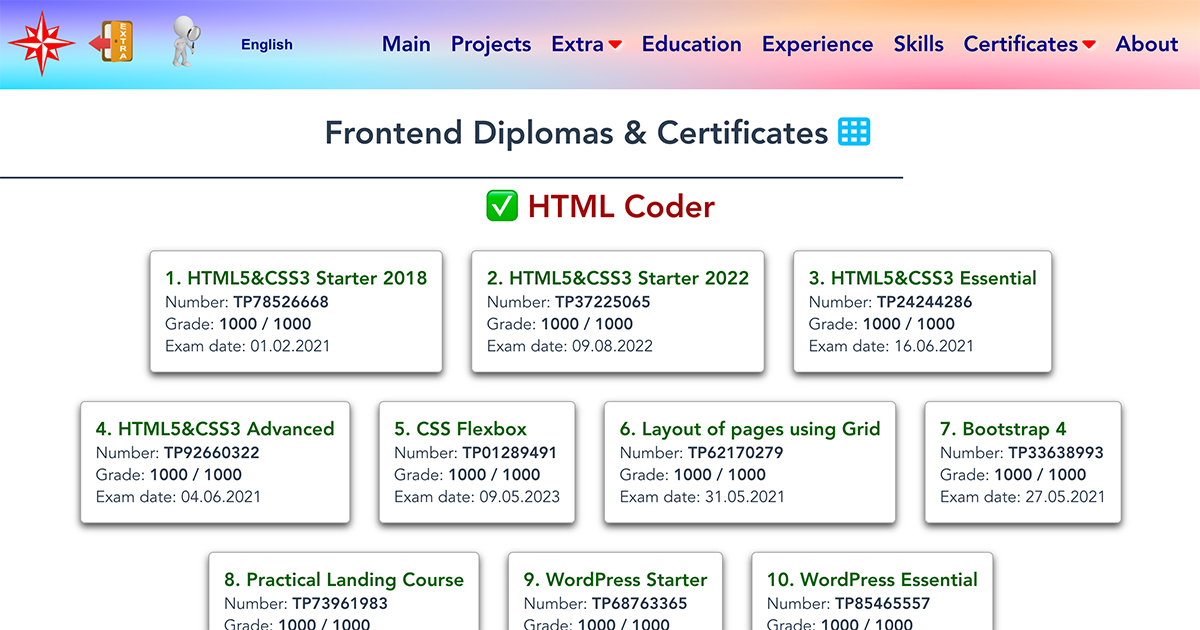 EXTRA
English
Main Projects Extra Education Experience Skills Certificates About
Frontend Diplomas & Certificates
HTML Coder
1. HTML5&CSS3 Starter 2018
Number: TP78526668
Grade: 1000 / 1000
Exam date: 01.02.2021
2. HTML5&CSS3 Starter 2022
Number: TP37225065
Grade: 1000 / 1000
Exam date: 09.08.2022
3. HTML5&CSS3 Essential
Number: TP24244286
Grade: 1000 / 1000
Exam date: 16.06.2021
4. HTML5&CSS3 Advanced
Number: TP92660322
Grade: 1000 / 1000
Exam date: 04.06.2021
5. CSS Flexbox
Number: TP01289491
Grade: 1000 / 1000
Exam date: 09.05.2023
6. Layout of pages using Grid
Number: TP62170279
Grade: 1000 / 1000
Exam date: 31.05.2021
7. Bootstrap 4
Number: TP33638993
Grade: 1000 / 1000
Exam date: 27.05.2021
8. Practical Landing Course
Number: TP73961983
Grade: 1000 / 1000
9. WordPress Starter
Number: TP68763365
Grade: 1000 / 1000
10. WordPress Essential
Number: TP85465557
Grade: 1000 / 1000